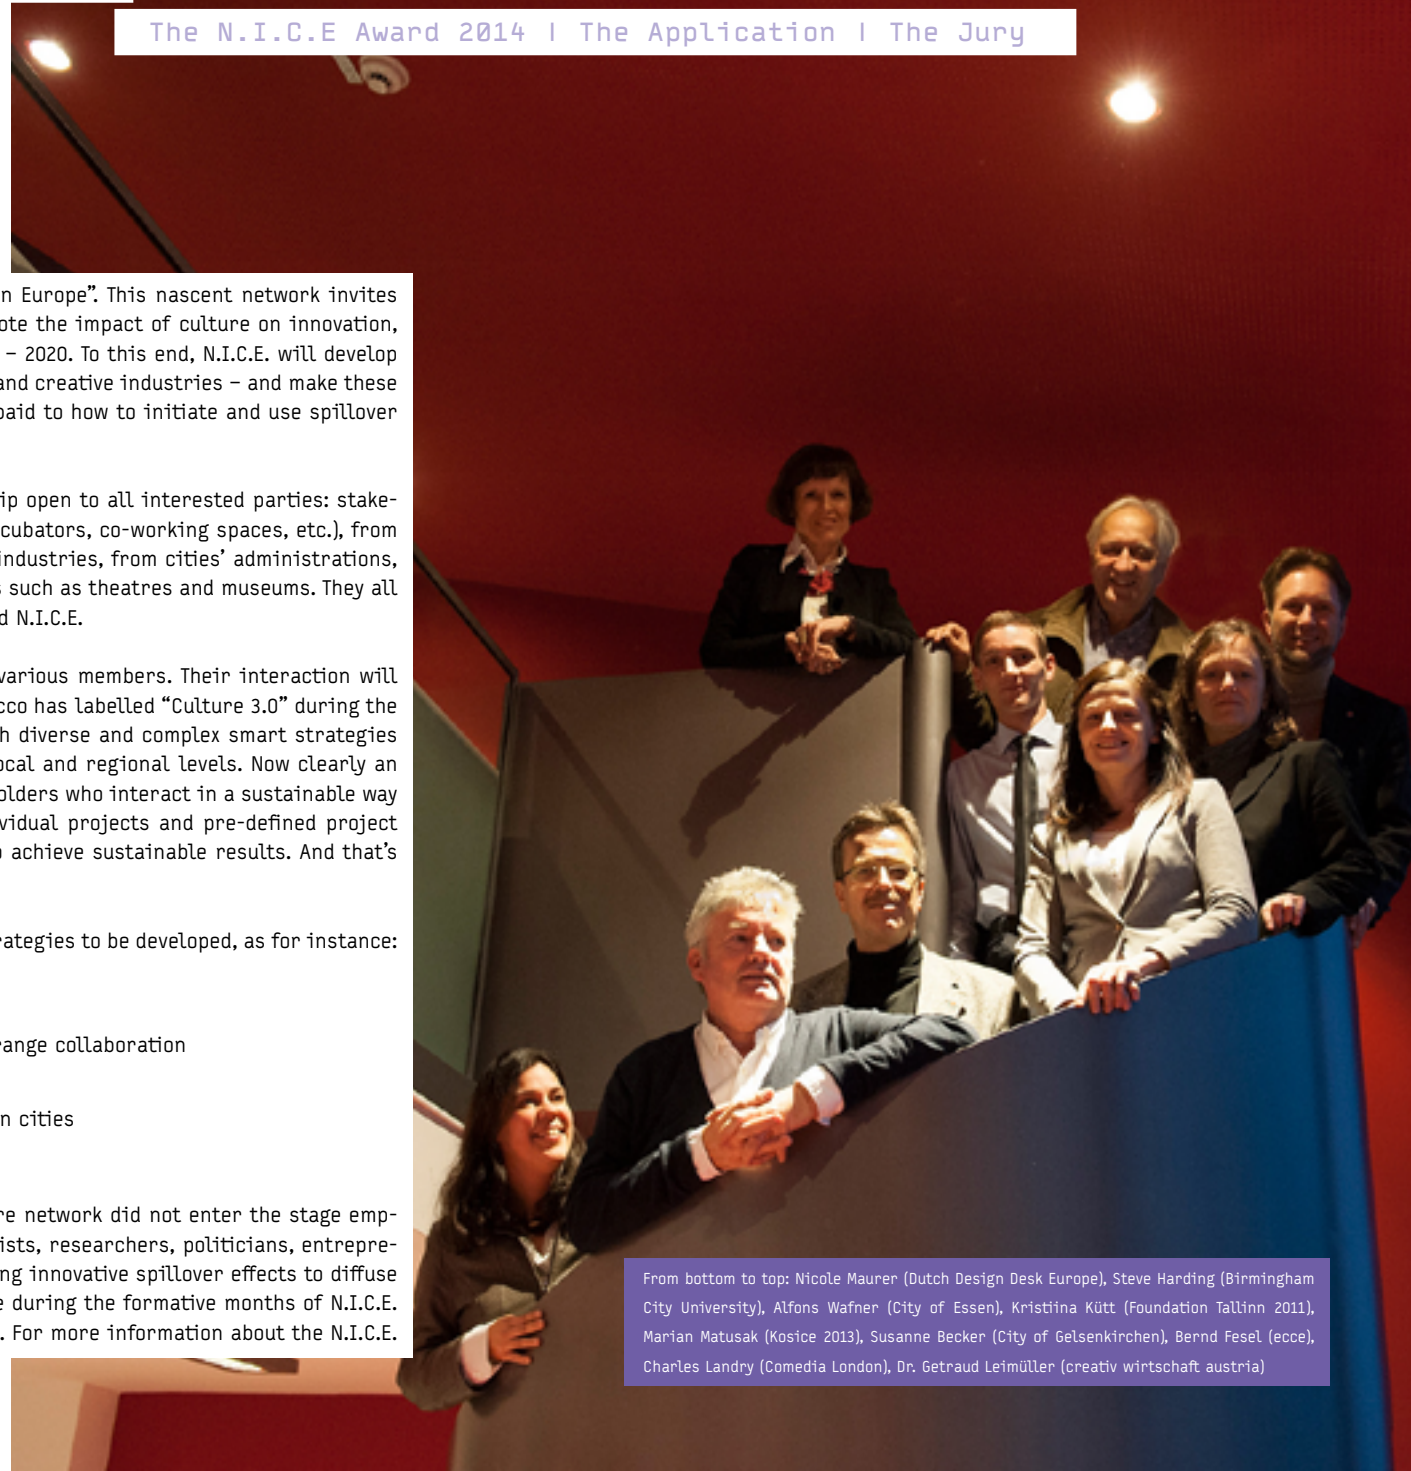 The N.I.C.E Award 2014 | The Application | The Jury
n Europe”. This nascent network invites
ote the impact of culture on innovation,
– 2020. To this end, N.I.C.E. will develop
and creative industries – and make these
paid to how to initiate and use spillover
ip open to all interested parties: stake-
cubators, co-working spaces, etc.), from
industries, from cities’ administrations,
s such as theatres and museums. They all
d N.I.C.E.
various members. Their interaction will
cco has labelled “Culture 3.0” during the
h diverse and complex smart strategies
ocal and regional levels. Now clearly an
olders who interact in a sustainable way
vidual projects and pre-defined project
o achieve sustainable results. And that’s
rategies to be developed, as for instance:
range collaboration
n cities
re network did not enter the stage emp-
ists, researchers, politicians, entrepre-
ng innovative spillover effects to diffuse
e during the formative months of N.I.C.E.
. For more information about the N.I.C.E.
From bottom to top: Nicole Maurer (Dutch Design Desk Europe), Steve Harding (Birmingham
City University), Alfons Wafner (City of Essen), Kristiina Kütt (Foundation Tallinn 2011),
Marian Matusak (Kosice 2013), Susanne Becker (City of Gelsenkirchen), Bernd Fesel (ecce),
Charles Landry (Comedia London), Dr. Getraud Leimüller (creativ wirtschaft austria)